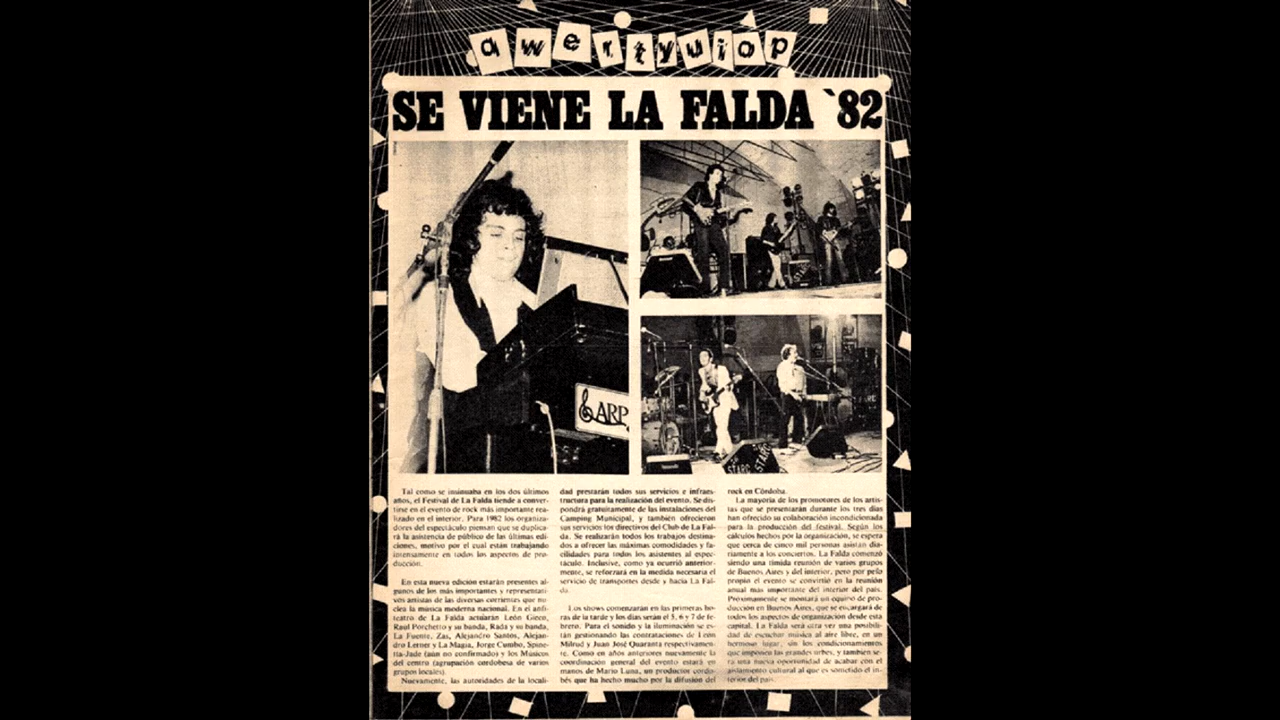 qwertyuiop
SE VIENE LA FALDA `82
ARP
STARC
STARC
Tal como se insinuaba en los dos últimos
años, el Festival de La Falda tiende a conver-
tirse en el evento de rock más importante rea-
lizado en el interior. Para 1982 los organiza-
dores del espectáculo piensan que se duplica-
rá la asistencia de público de las últimas edi-
ciones, motivo por el cual están trabajando
intensamente en todos los aspectos de pro-
ducción.
En esta nueva edición estarán presentes al-
gunos de los más importantes y representati-
vos artistas de las diversas corrientes que nu-
clea la música moderna nacional. En el anfi-
teatro de La Falda actuarán León Gieco,
Raúl Porchetto y su banda, Rada y su banda,
La Fuente, Zas, Alejandro Santos, Alejan-
dro Lerner y La Magia, Jorge Cumbo, Spine-
tta-Jade (aun no confirmado) y los Músicos
del centro (agrupación cordobesa de varios
grupos locales).
Nuevamente, las autoridades de la locali-
dad prestarán todos sus servicios e infraes-
tructura para la realización del evento. Se dis-
pondrá gratuitamente de las instalaciones del
Camping Municipal, y también ofrecieron
sus servicios los directivos del Club de La Fal-
da. Se realizarán todos los trabajos destina-
dos a ofrecer las máximas comodidades y fa-
cilidades para todos los asistentes al espec-
táculo. Inclusive, como ya ocurrió anterior-
mente, se reforzará en la medida necesaria el
servicio de transportes desde y hacia La Fal-
da.
Los shows comenzarán en las primeras ho-
ras de la tarde y los días serán el 5, 6 y 7 de fe-
brero. Para el sonido y la iluminación se es-
tán gestionando las contrataciones de León
Milrud y Juan José Quaranta respectivamen-
te. Como en años anteriores nuevamente la
coordinación general del evento estará en
manos de Mario Luna, un productor cordo-
bés que ha hecho mucho por la difusión del
rock en Córdoba.
La mayoría de los promotores de los artis-
tas que se presentarán durante los tres días
han ofrecido su colaboración incondicionada
para la producción del festival. Según los
cálculos hechos por la organización, se espera
que cerca de cinco mil personas asistan dia-
riamente a los conciertos. La Falda comenzó
siendo una tímida reunión de varios grupos
de Buenos Aires y del interior, pero por peso
propio el evento se convirtió en la reunión
anual más importante del interior del país.
Próximamente se montará un equipo de pro-
ducción en Buenos Aires, que se encargará de
todos los aspectos de organización desde esta
capital. La Falda será otra vez una posibili-
dad de escuchar música al aire libre, en un
hermoso lugar, sin los condicionamientos
que imponen las grandes urbes, y también se-
ra una nueva oportunidad de acabar con el
aislamiento cultural al que es sometido el in-
terior del país.